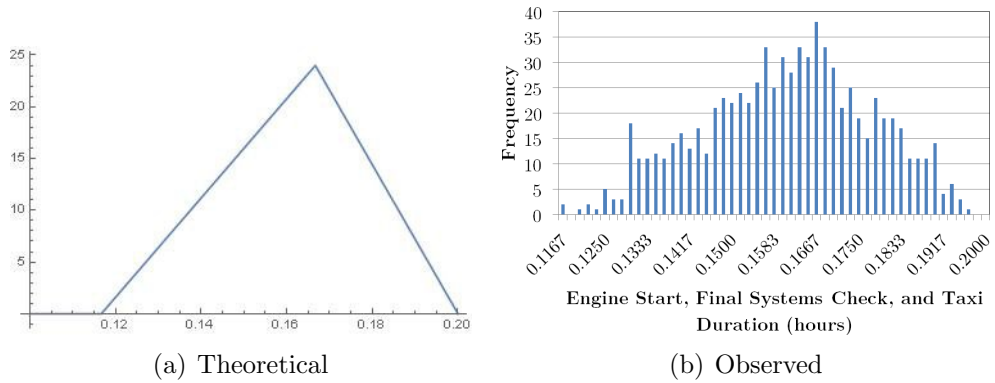 25
20
15
10
5
0.12 0.14 0.16 0.18 0.20
(a) Theoretical
Frequency
40
35
30
25
20
15
10
5
0
0.1167 0.1250 0.1333 0.1417 0.1500 0.1583 0.1667 0.1750 0.1833 0.1917 0.2000
Engine Start, Final Systems Check, and Taxi
Duration (hours)
(b) Observed